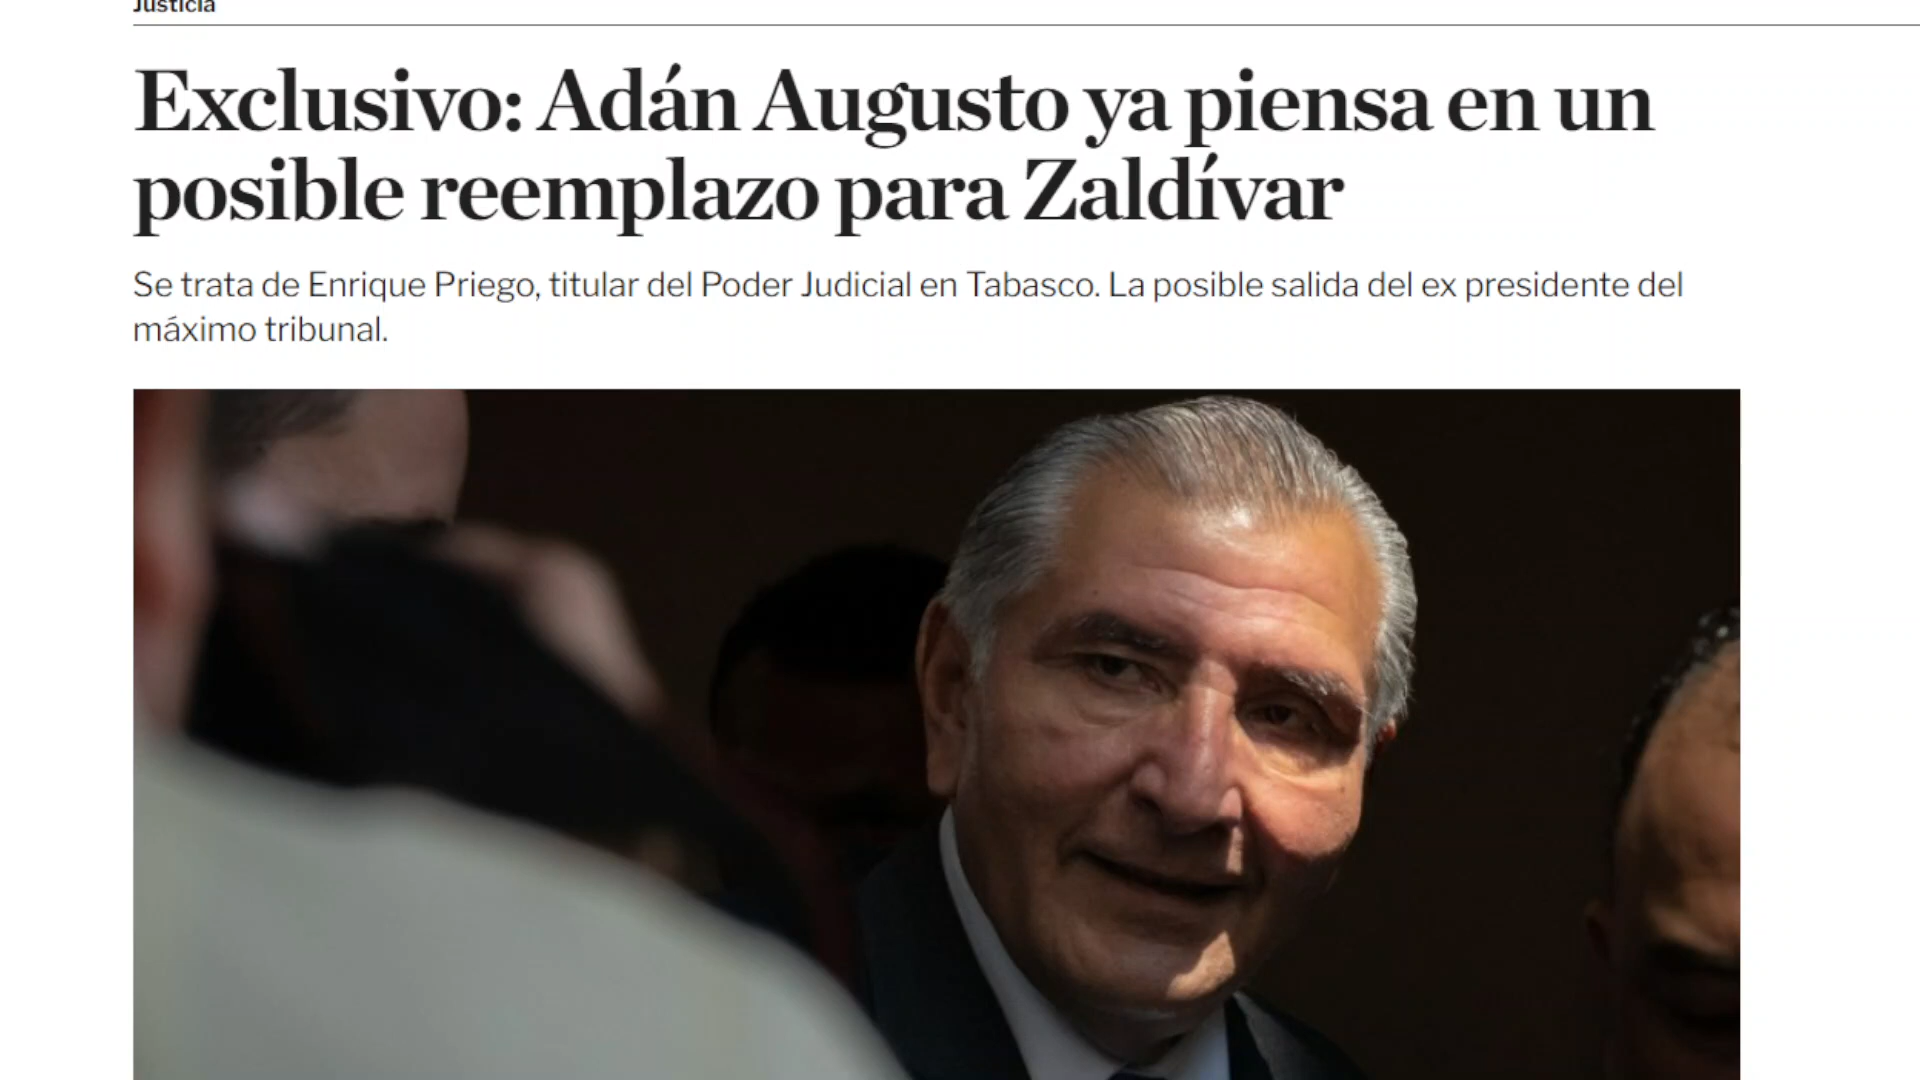 Justicia
Exclusivo: Adán Augusto ya piensa en un
posible reemplazo para Zaldívar
Se trata de Enrique Priego, titular del Poder Judicial en Tabasco. La posible salida del ex presidente del
máximo tribunal.